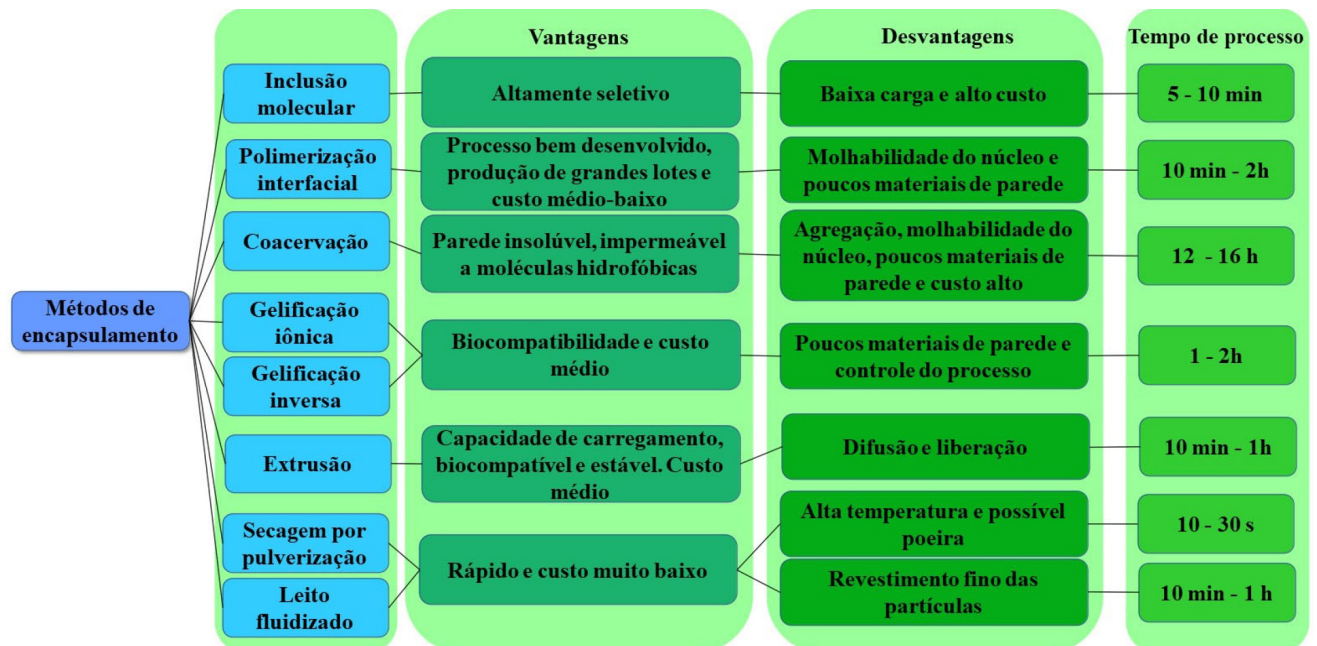 Vantagens
Desvantagens
Tempo de processo
Métodos de
encapsulamento
Inclusão
molecular
Altamente seletivo
Baixa carga e alto custo
5 - 10 min
Polimerização
interfacial
Processo bem desenvolvido,
produção de grandes lotes e
custo médio-baixo
Molhabilidade do núcleo e
poucos materiais de parede
10 min - 2h
Coacervação
Parede insolúvel, impermeável
a moléculas hidrofóbicas
Agregação, molhabilidade do
núcleo, poucos materiais de
parede e custo alto
12 - 16 h
Gelificação
iônica
Gelificação
inversa
Biocompatibilidade e custo
médio
Poucos materiais de parede e
controle do processo
1 - 2h
Extrusão
Capacidade de carregamento,
biocompatível e estável. Custo
médio
Difusão e liberação
10 min - 1h
Secagem por
pulverização
Leito
fluidizado
Rápido e custo muito baixo
Alta temperatura e possível
poeira
10 - 30 s
Revestimento fino das
partículas
10 min - 1 h